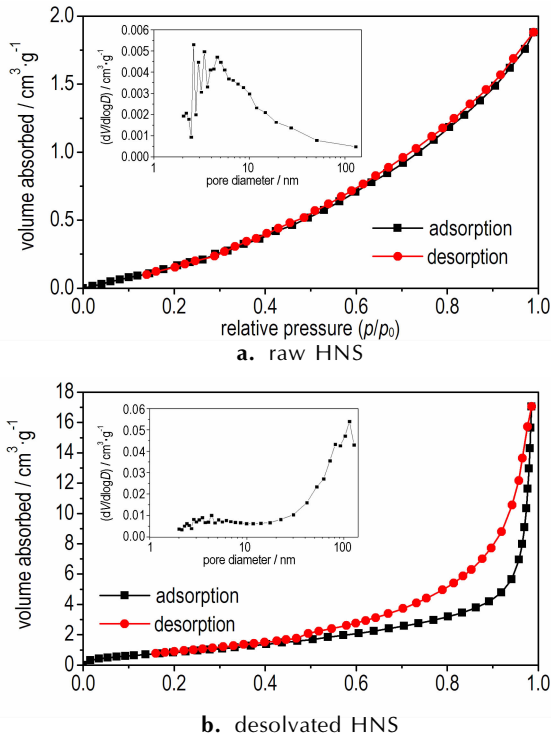 a.
2.0
1.5
1.0
0.5
0.0
volume absorbed / cm³·g⁻¹
0.006
0.005
0.004
0.003
0.002
0.001
0.000
(dV/dlogD) / cm³·g⁻¹
1 10 100
pore diameter / nm
adsorption
desorption
0.0 0.2 0.4 0.6 0.8 1.0
relative pressure (p/p₀)
a. raw HNS
18
16
14
12
10
8
6
4
2
0
volume absorbed / cm³·g⁻¹
0.06
0.05
0.04
0.03
0.02
0.01
0.00
(dV/dlogD) / cm³·g⁻¹
1 10 100
pore diameter / nm
adsorption
desorption
0.0 0.2 0.4 0.6 0.8 1.0
b. desolvated HNS